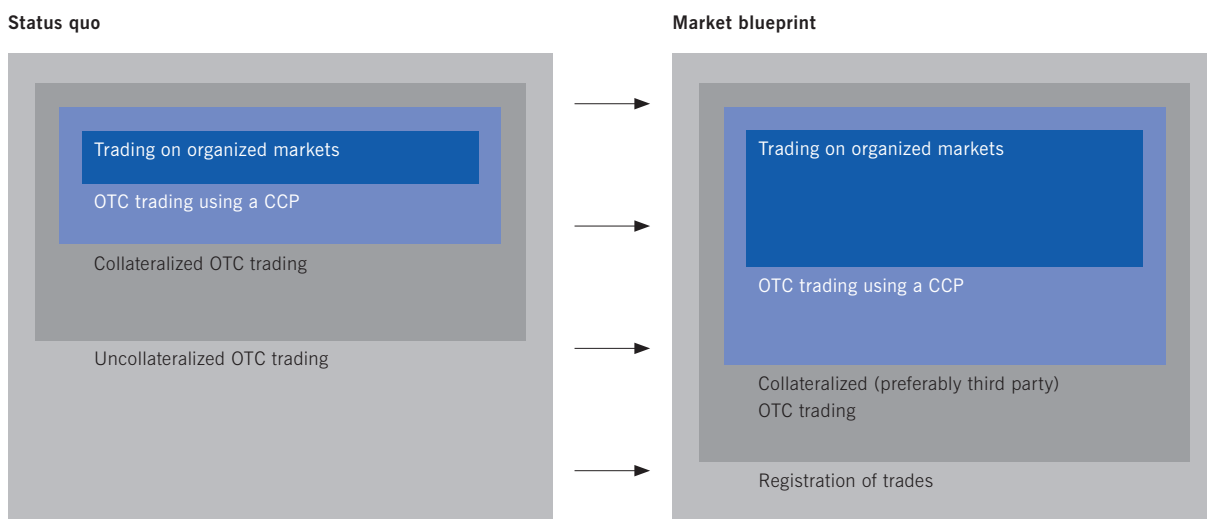 Status quo
Trading on organized markets
OTC trading using a CCP
Collateralized OTC trading
Uncollateralized OTC trading
Market blueprint
Trading on organized markets
OTC trading using a CCP
Collateralized (preferably third party)
OTC trading
Registration of trades